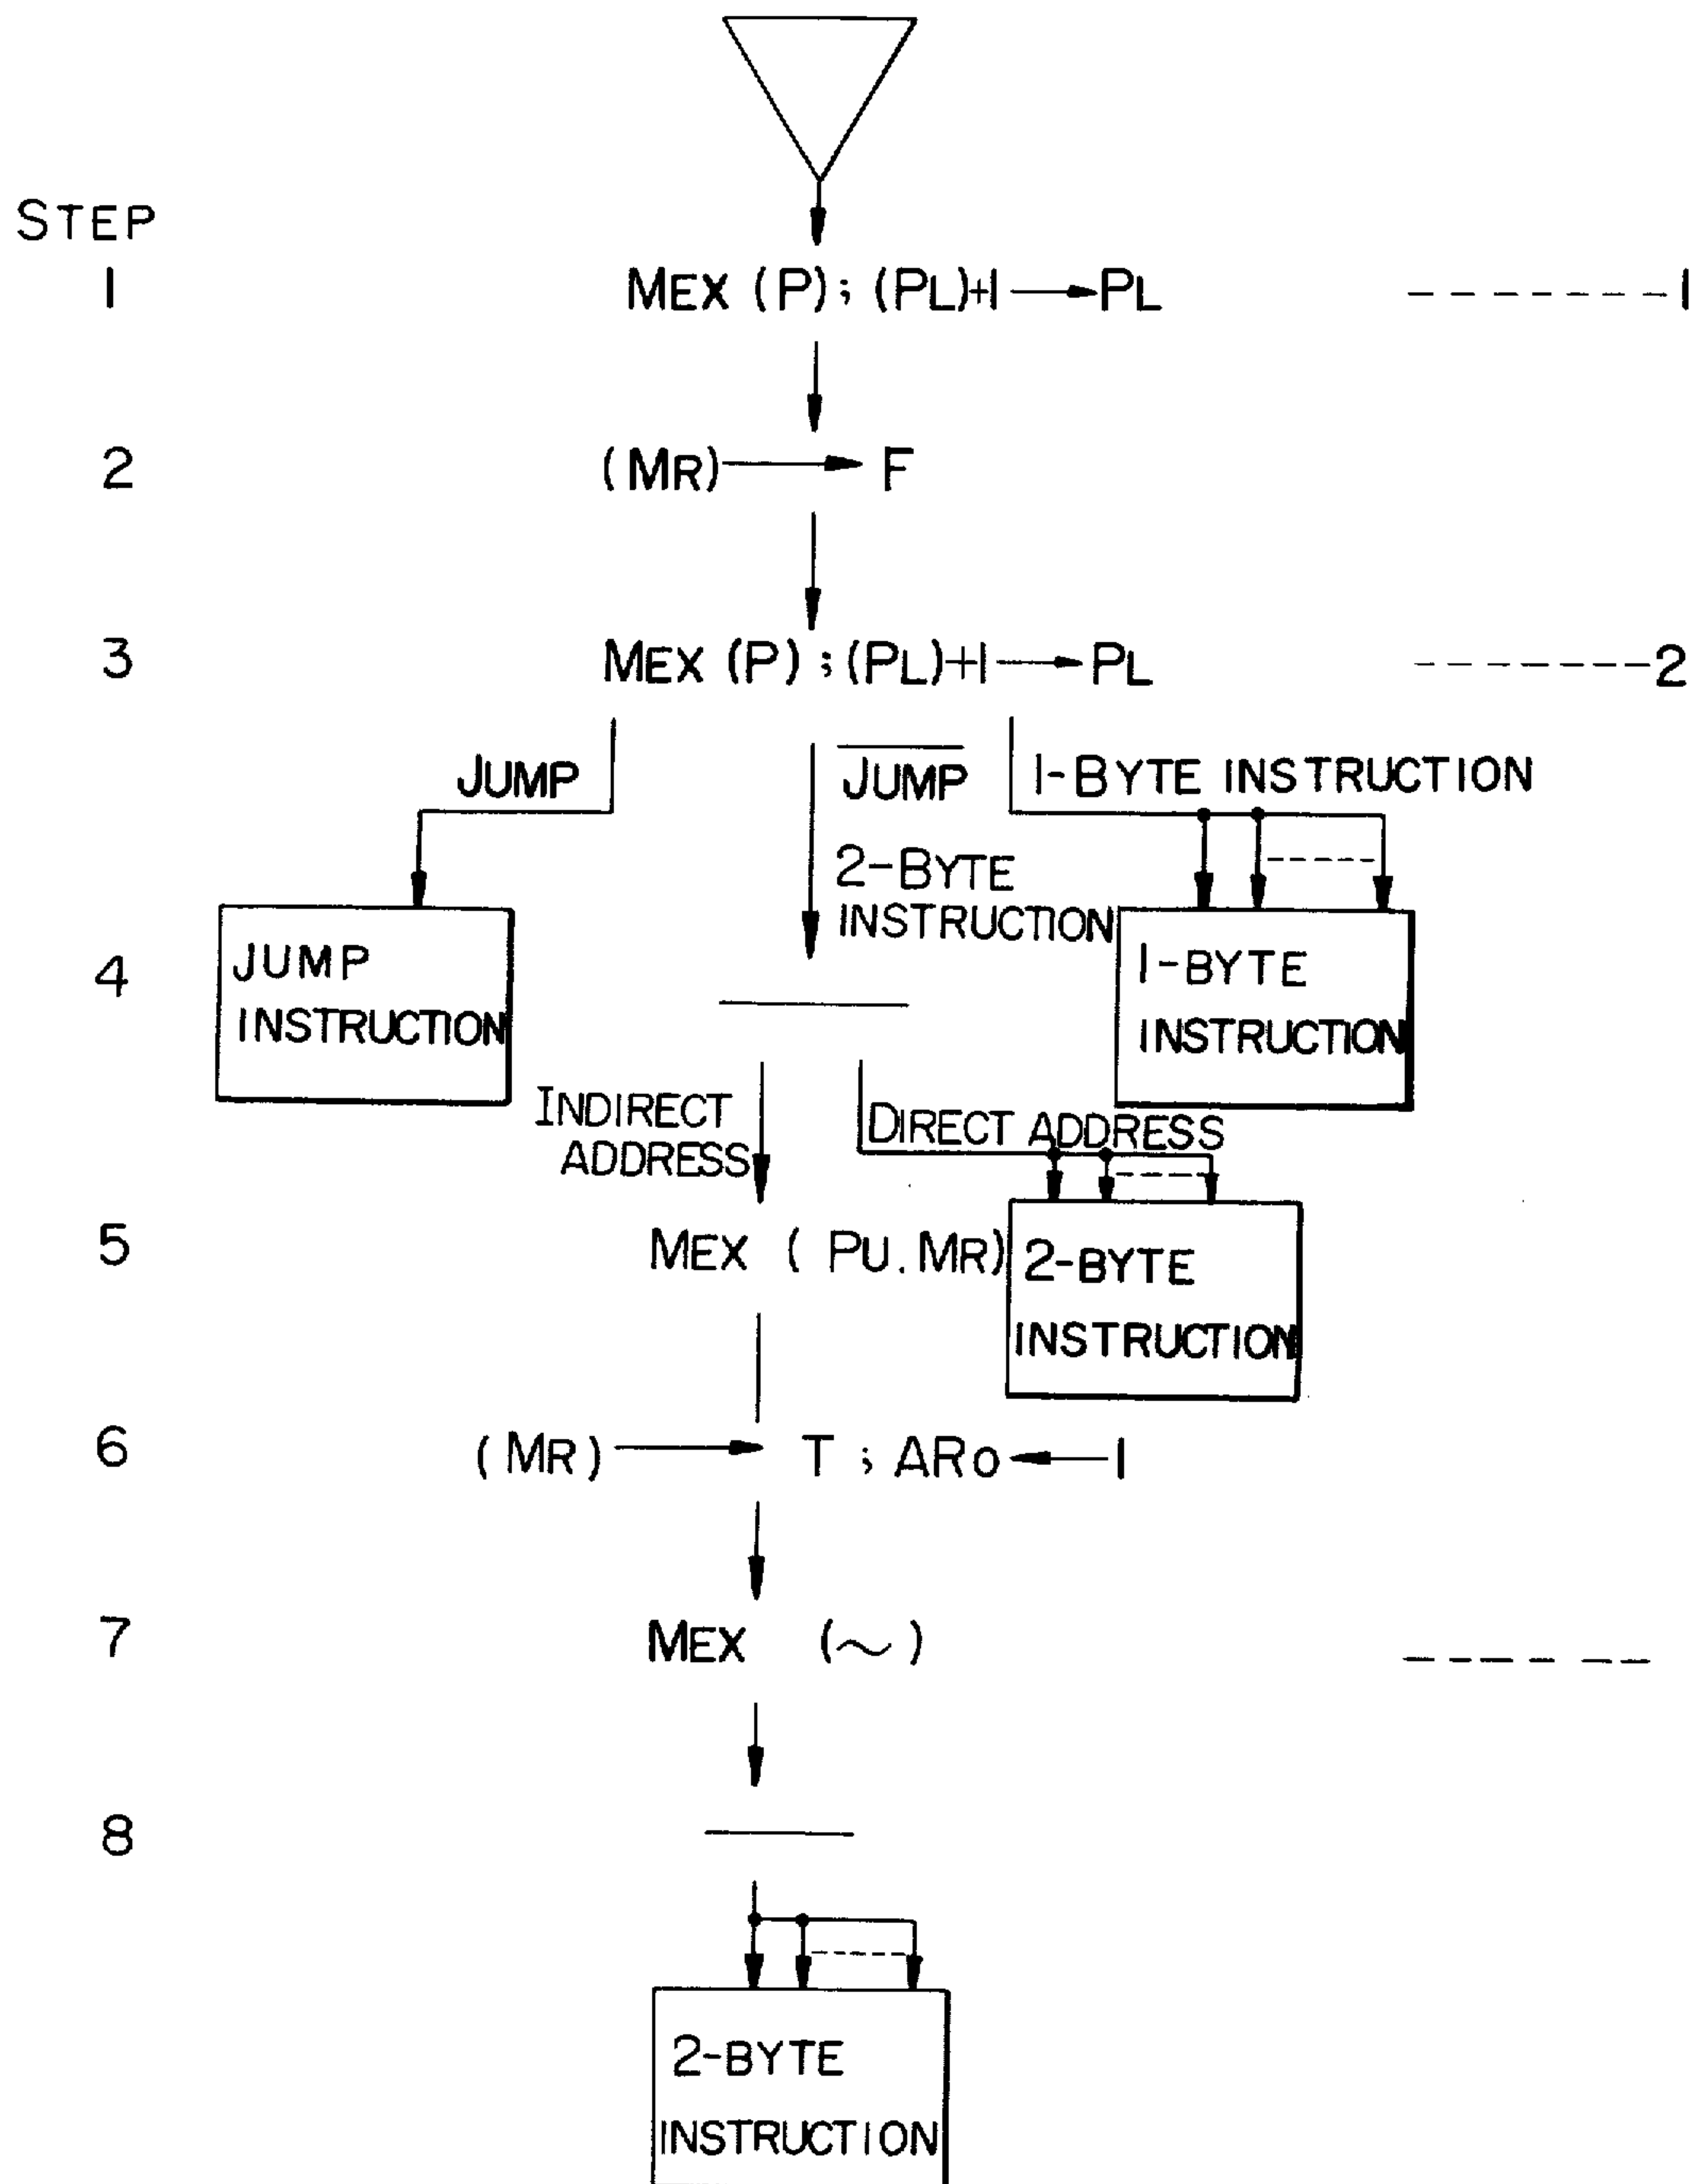 STEP
1 MEX (P) ; (PL)+1 → PL -------1
2 (MR) → F
3 MEX (P) ; (PL)+1 → PL ------2
JUMP
JUMP
1-BYTE INSTRUCTION
2-BYTE
INSTRUCTION
4
JUMP
INSTRUCTION
1-BYTE
INSTRUCTION
INDIRECT
ADDRESS
DIRECT ADDRESS
5 MEX ( PU. MR)
2-BYTE
INSTRUCTION
6 (MR) → T ; ARo ← 1
7 MEX (~) ------
8
2-BYTE
INSTRUCTION